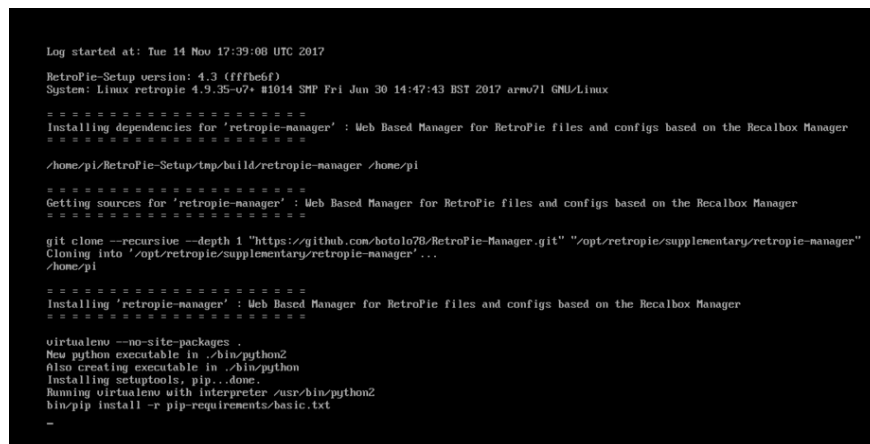 Log started at: Tue 14 Nov 17:39:08 UTC 2017
RetroPie-Setup version: 4.3 (fffbe6f)
System: Linux retropie 4.9.35-v7+ #1014 SMP Fri Jun 30 14:47:43 BST 2017 armv7l GNU/Linux
= = = = = = = = = = = = = = = = = = = = =
Installing dependencies for 'retropie-manager' : Web Based Manager for RetroPie files and configs based on the Recalbox Manager
= = = = = = = = = = = = = = = = = = = = =
/home/pi/RetroPie-Setup/tmp/build/retropie-manager /home/pi
= = = = = = = = = = = = = = = = = = = = =
Getting sources for 'retropie-manager' : Web Based Manager for RetroPie files and configs based on the Recalbox Manager
= = = = = = = = = = = = = = = = = = = = =
git clone --recursive --depth 1 "https://github.com/botolo78/RetroPie-Manager.git" "/opt/retropie/supplementary/retropie-manager"
Cloning into '/opt/retropie/supplementary/retropie-manager'...
/home/pi
= = = = = = = = = = = = = = = = = = = = =
Installing 'retropie-manager' : Web Based Manager for RetroPie files and configs based on the Recalbox Manager
= = = = = = = = = = = = = = = = = = = = =
virtualenv --no-site-packages .
New python executable in ./bin/python2
Also creating executable in ./bin/python
Installing setuptools, pip...done.
Running virtualenv with interpreter /usr/bin/python2
bin/pip install -r pip-requirements/basic.txt